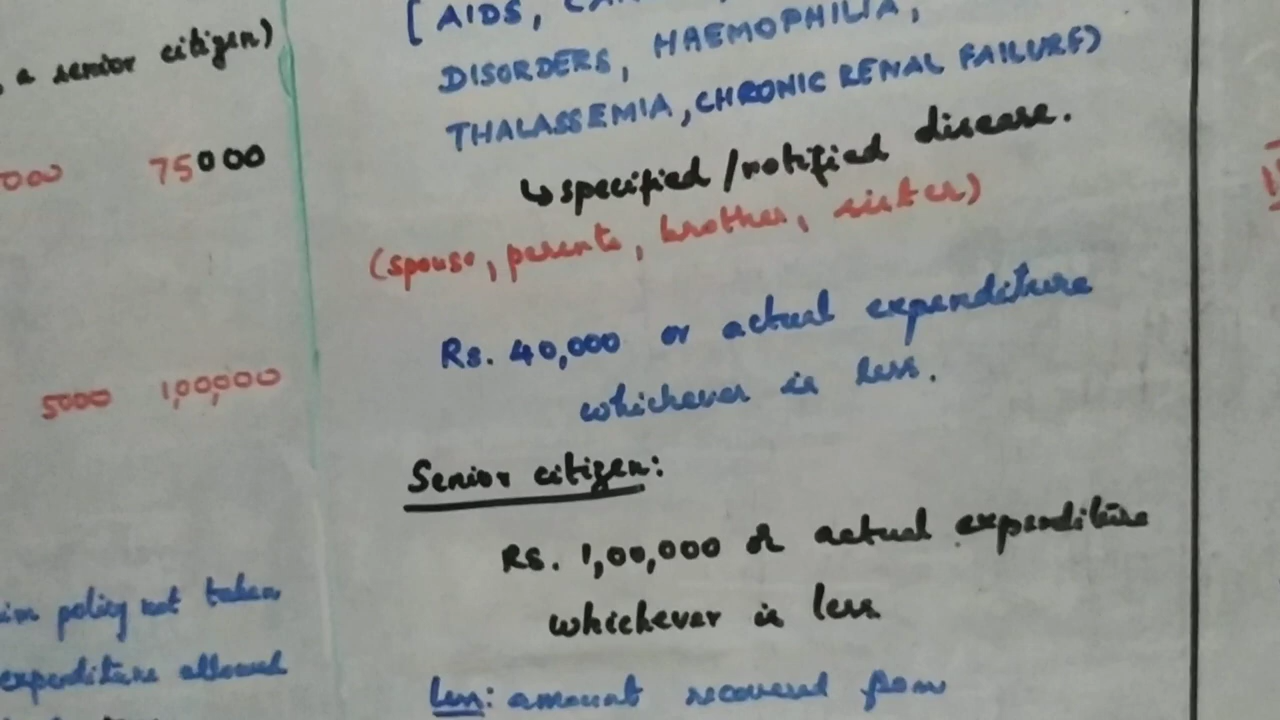 a senior citizen)
75000
5000 1,00,000
policy not taken
expenditure allowed
[AIDS,
DISORDERS, HAEMOPHILIA,
THALASSEMIA, CHRONIC RENAL FAILURE)
↳ specified/notified disease.
(spouse, parents, brother, sister)
Rs. 40,000 or actual expenditure
whichever is less.
Senior citizen:
Rs. 1,00,000 or actual expenditure
whichever is less
Less: amount recovered from